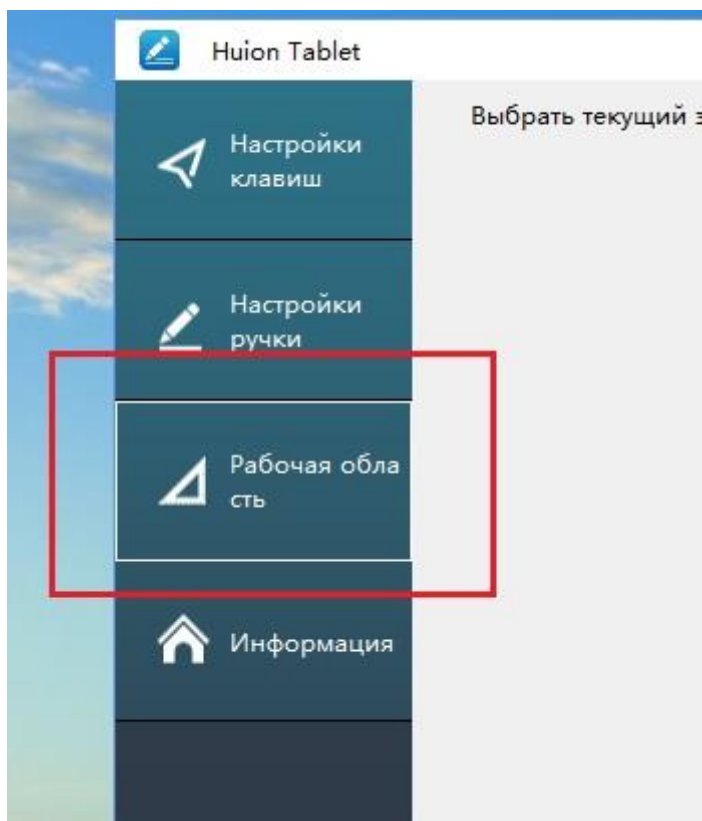 Huion Tablet
Выбрать текущий
Настройки
клавиш
Настройки
ручки
Рабочая обла
сть
Информация